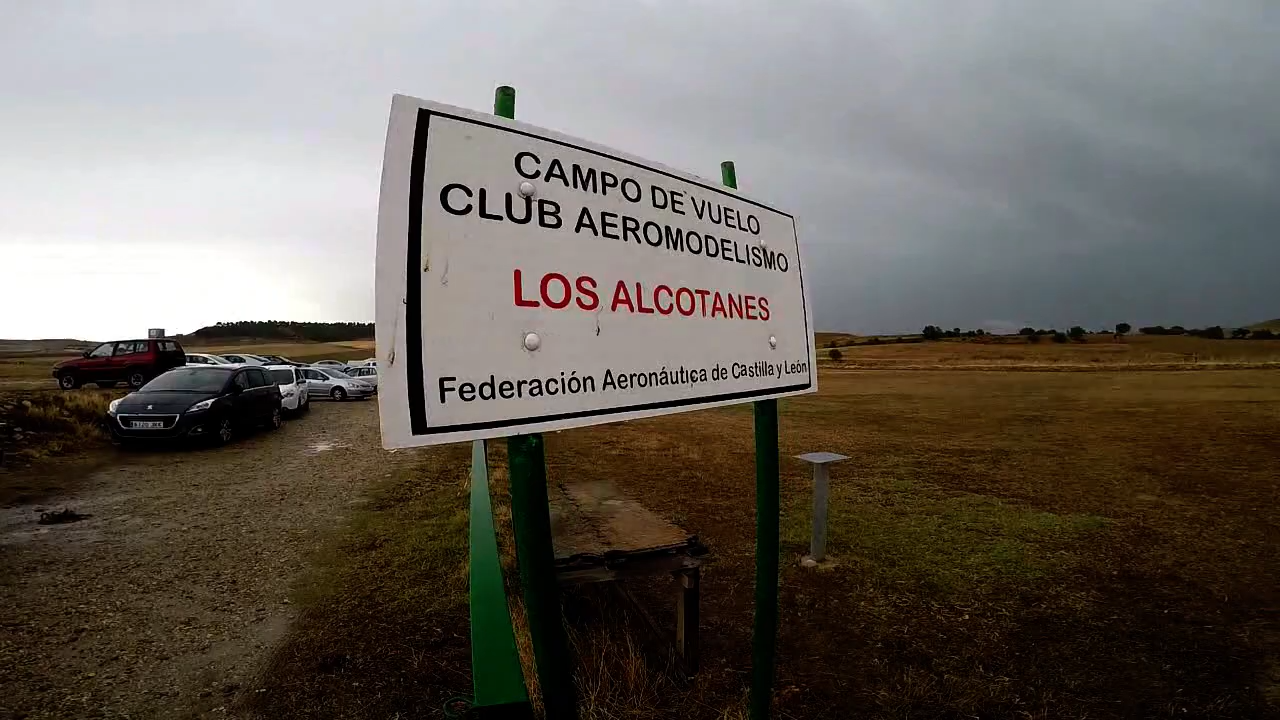 CAMPO DE VUELO
CLUB AEROMODELISMO
LOS ALCOTANES
Federación Aeronáutica de Castilla y León